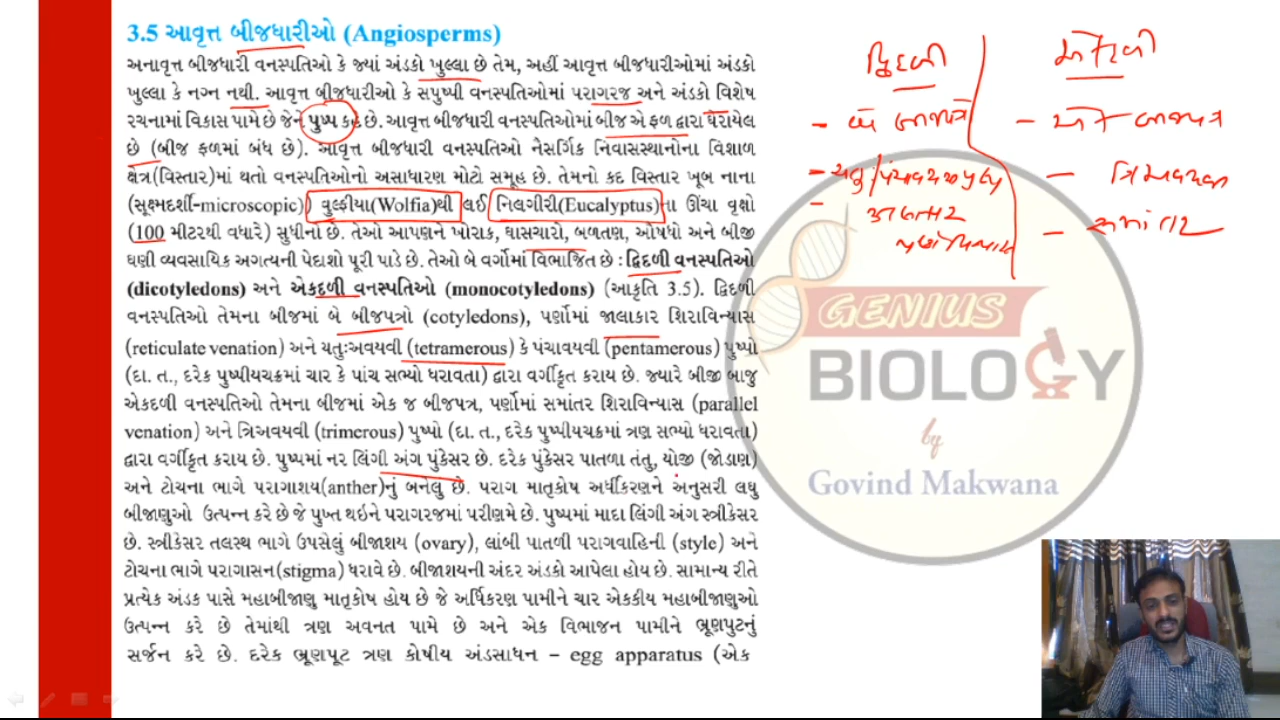 3.5 આવૃત્ત બીજધારીઓ (Angiosperms)
અનાવૃત્ત બીજધારી વનસ્પતિઓ કે જ્યાં અંડકો ખુલ્લા છે તેમ, અહીં આવૃત્ત બીજધારીઓમાં અંડકો
ખુલ્લા કે નગ્ન નથી. આવૃત્ત બીજધારીઓ કે સપુષ્પી વનસ્પતિઓમાં પરાગરજ અને અંડકો વિશેષ
રચનામાં વિકાસ પામે છે જેને પુષ્પ કહે છે. આવૃત્ત બીજધારી વનસ્પતિઓમાં બીજ એ ફળ દ્વારા ઘેરાયેલ
છે (બીજ ફળમાં બંધ છે). આવૃત્ત બીજધારી વનસ્પતિઓ નૈસર્ગિક નિવાસસ્થાનોના વિશાળ
ક્ષેત્ર(વિસ્તાર)માં થતો વનસ્પતિઓનો અસાધારણ મોટો સમૂહ છે. તેમનો કદ વિસ્તાર ખૂબ નાના
(સૂક્ષ્મદર્શી-microscopic) વુલ્ફીયા(Wolfia)થી લઈ નિલગીરી(Eucalyptus)ના ઊંચા વૃક્ષો
(100 મીટરથી વધારે) સુધીનો છે. તેઓ આપણને ખોરાક, ઘાસચારો, બળતણ, ઔષધો અને બીજી
ઘણી વ્યવસાયિક અગત્યની પેદાશો પૂરી પાડે છે. તેઓ બે વર્ગોમાં વિભાજિત છે : દ્વિદળી વનસ્પતિઓ
(dicotyledons) અને એકદળી વનસ્પતિઓ (monocotyledons) (આકૃતિ 3.5). દ્વિદળી
વનસ્પતિઓ તેમના બીજમાં બે બીજપત્રો (cotyledons), પર્ણોમાં જાલાકાર શિરાવિન્યાસ
(reticulate venation) અને ચતુઃઅવયવી (tetramerous) કે પંચાવયવી (pentamerous) પુષ્પો
(દા. ત., દરેક પુષ્પીયચક્રમાં ચાર કે પાંચ સભ્યો ધરાવતા) દ્વારા વર્ગીકૃત કરાય છે. જ્યારે બીજી બાજુ
એકદળી વનસ્પતિઓ તેમના બીજમાં એક જ બીજપત્ર, પર્ણોમાં સમાંતર શિરાવિન્યાસ (parallel
venation) અને ત્રિઅવયવી (trimerous) પુષ્પો (દા. ત., દરેક પુષ્પીયચક્રમાં ત્રણ સભ્યો ધરાવતા)
દ્વારા વર્ગીકૃત કરાય છે. પુષ્પમાં નર લિંગી અંગ પુંકેસર છે. દરેક પુંકેસર પાતળા તંતુ, યોજી (જોડાણ)
અને ટોચના ભાગે પરાગાશય(anther)નું બનેલુ છે. પરાગ માતૃકોષ અર્ધીકરણને અનુસરી લઘુ
બીજાણુઓ ઉત્પન્ન કરે છે જે પુખ્ત થઇને પરાગરજમાં પરીણમે છે. પુષ્પમાં માદા લિંગી અંગ સ્ત્રીકેસર
છે. સ્ત્રીકેસર તલસ્થ ભાગે ઉપસેલું બીજાશય (ovary), લાંબી પાતળી પરાગવાહિની (style) અને
ટોચના ભાગે પરાગાસન(stigma) ધરાવે છે. બીજાશયની અંદર અંડકો આપેલા હોય છે. સામાન્ય રીતે
પ્રત્યેક અંડક પાસે મહાબીજાણુ માતૃકોષ હોય છે જે અર્ધિકરણ પામીને ચાર એકકીય મહાબીજાણુઓ
ઉત્પન્ન કરે છે તેમાંથી ત્રણ અવનત પામે છે અને એક વિભાજન પામીને ભ્રૂણપુટનું
સર્જન કરે છે. દરેક ભ્રૂણપૂટ ત્રણ કોષીય અંડસાધન – egg apparatus (એક
દ્વિદળી
- બે બીજપત્ર
એકદળી
- એક બીજપત્ર
- ત્રિઅવયવી
- સમાંતર
GENIUS
BIOLOGY
by
Govind Makwana